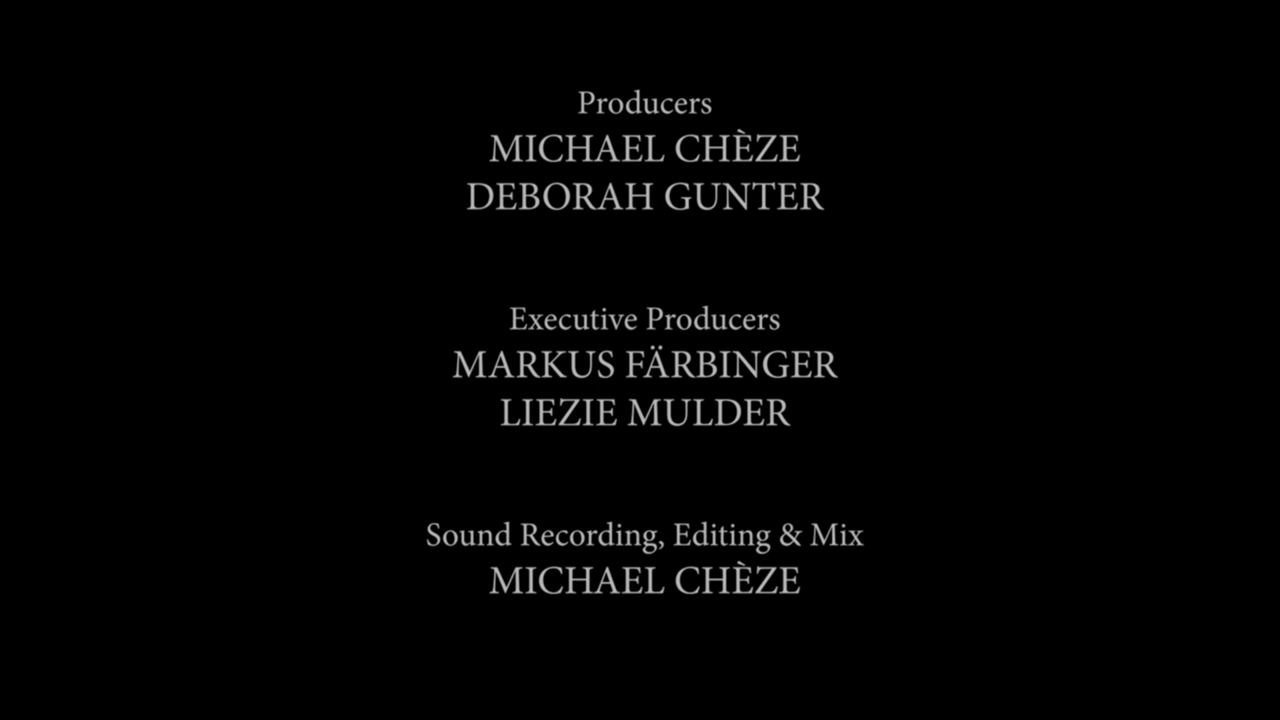 Producers
MICHAEL CHÈZE
DEBORAH GUNTER
Executive Producers
MARKUS FÄRBINGER
LIEZIE MULDER
Sound Recording, Editing & Mix
MICHAEL CHÈZE